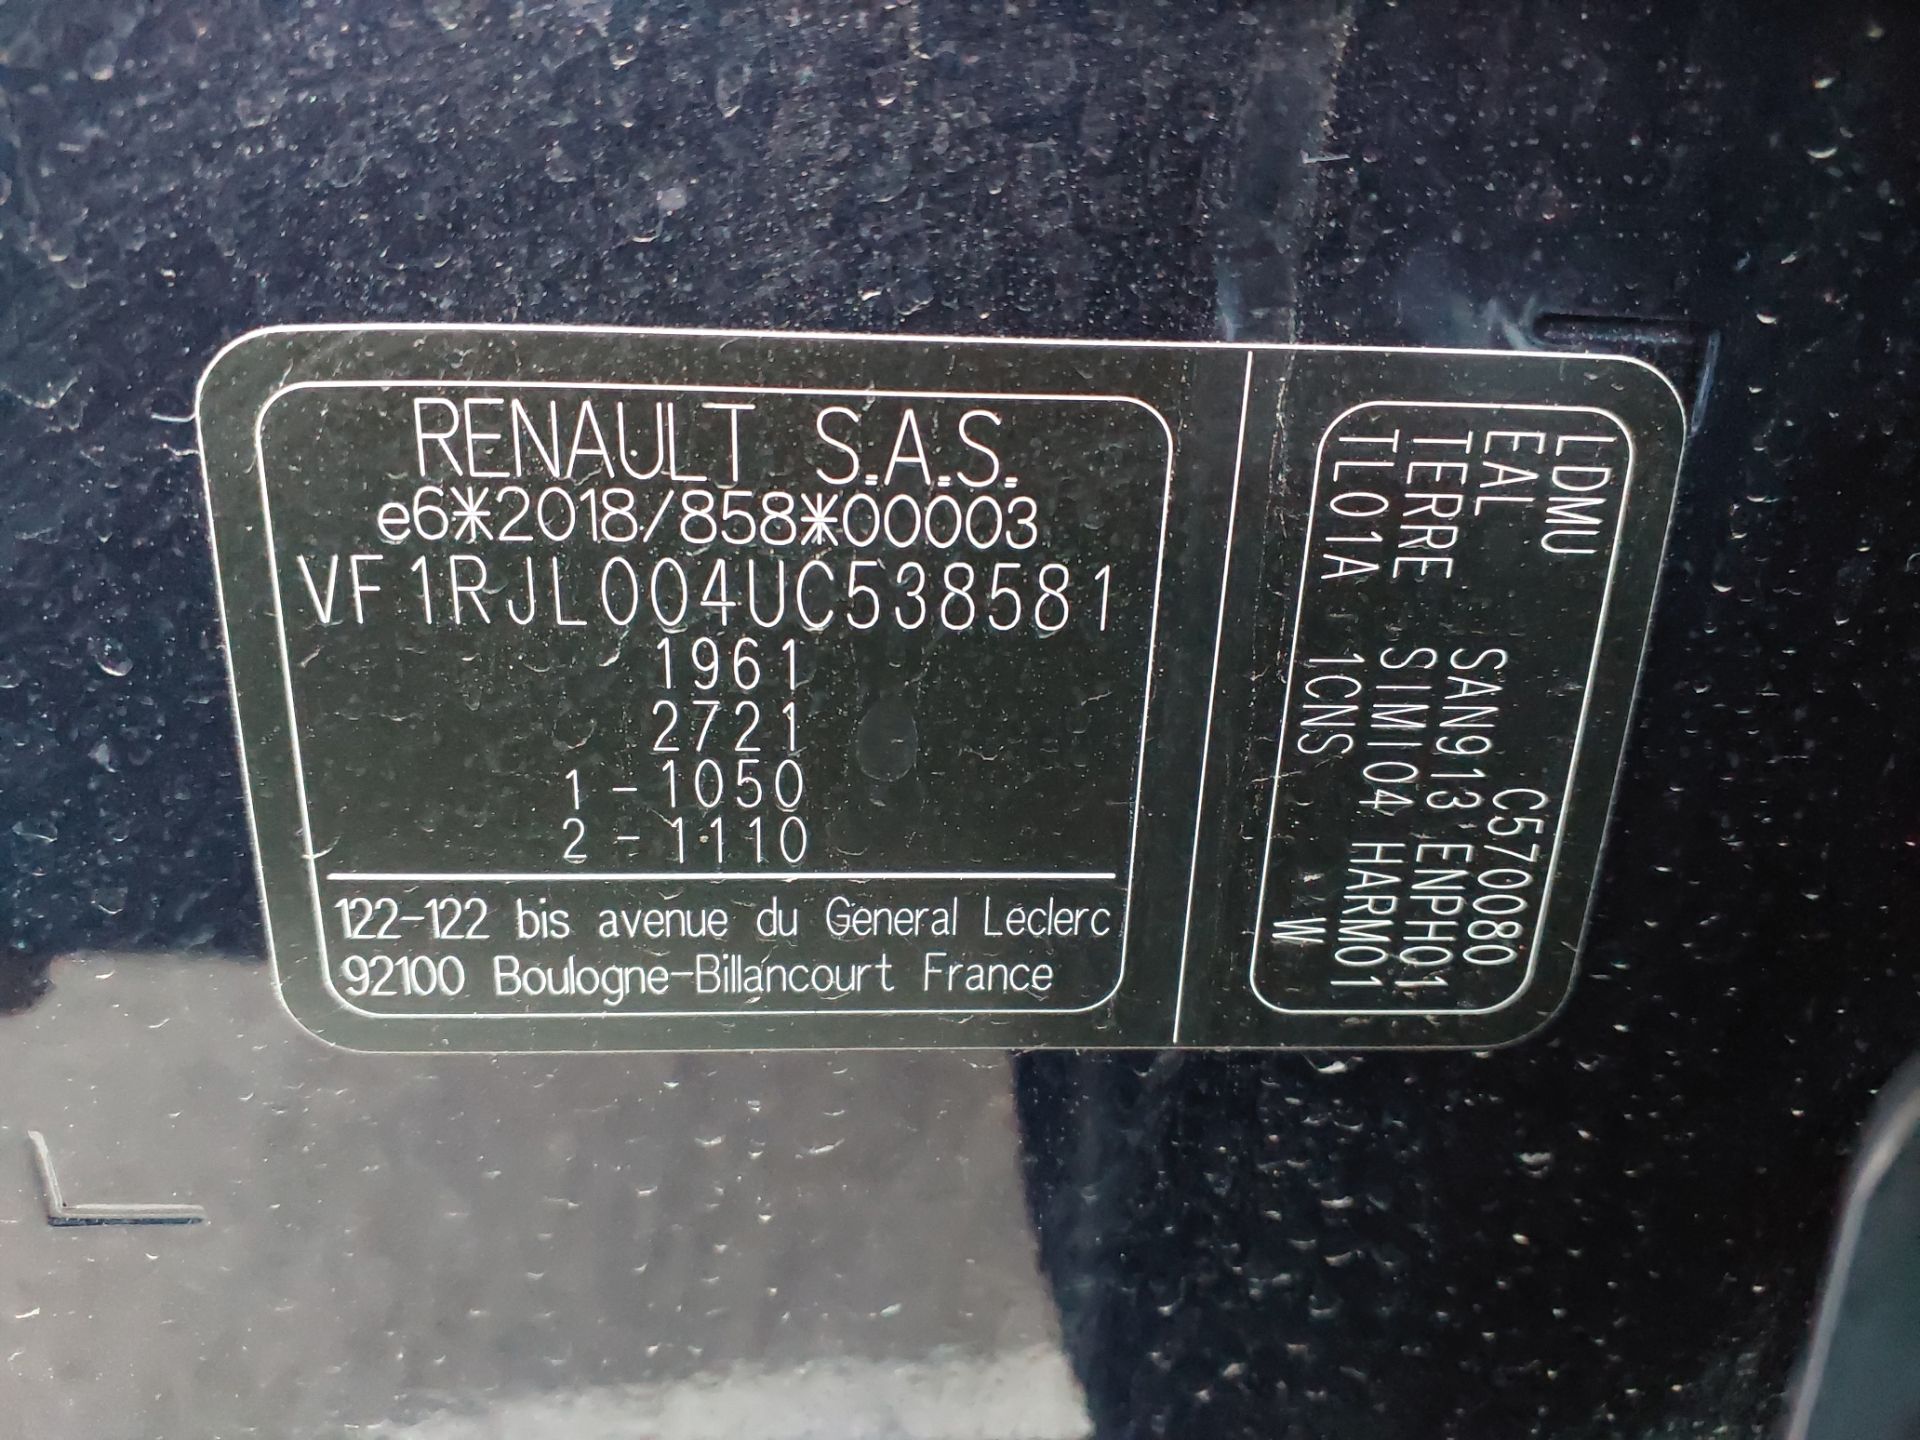 RENAULT S.A.S.
e6*2018/858*00003
VF1RJL004UC538581
1961
2721
1 - 1050
2 - 1110
122-122 bis avenue du General Leclerc
92100 Boulogne-Billancourt France
LDMU C570080
EAL SAN913 ENPH01
TERRE SIMI04 HARM01
TL01A 1CNS W